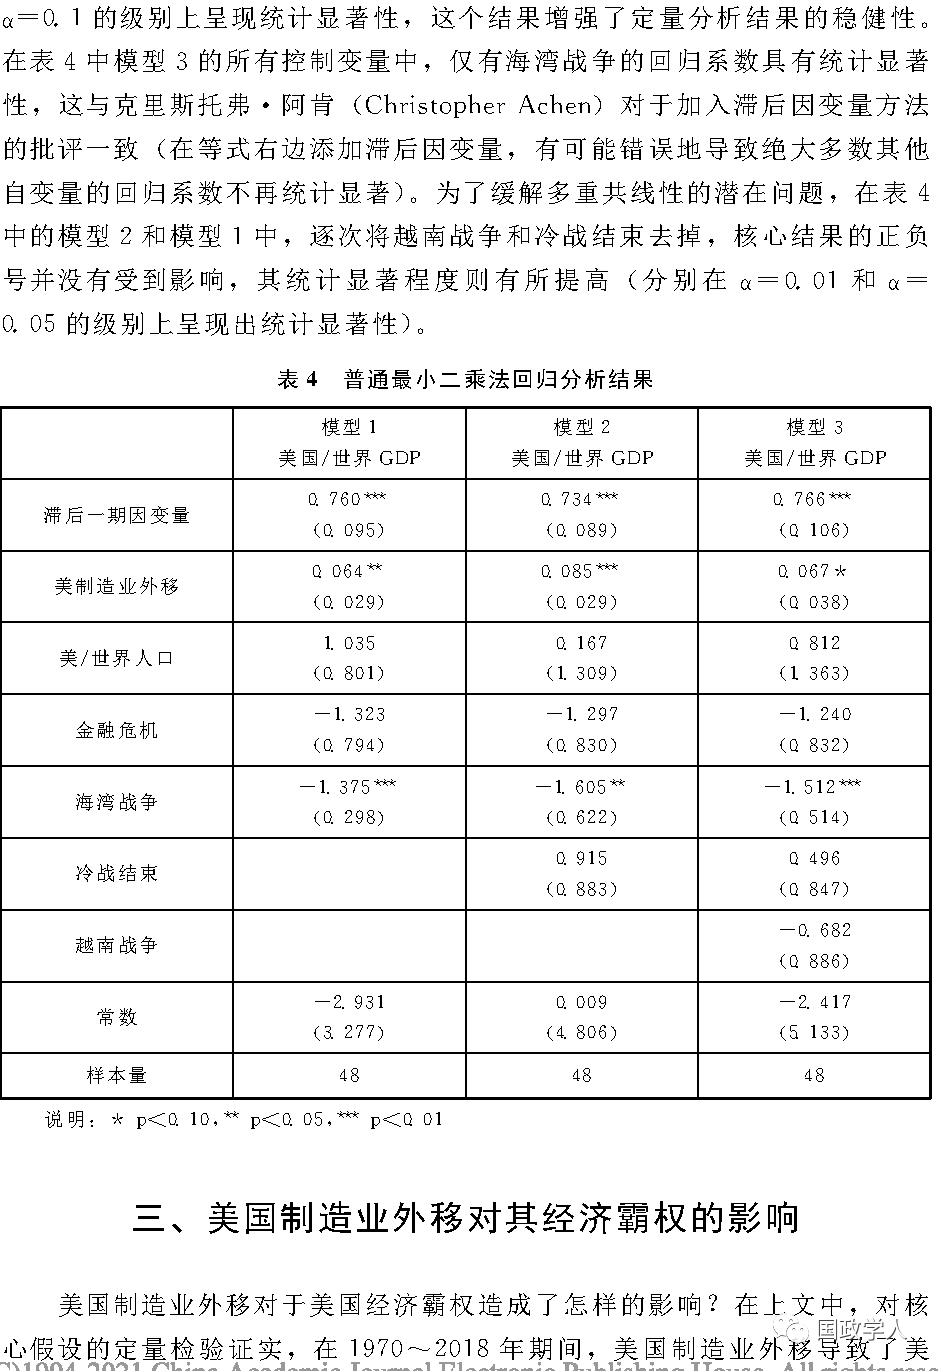 α＝0.1的级别上呈现统计显著性，这个结果增强了定量分析结果的稳健性。
在表4中模型3的所有控制变量中，仅有海湾战争的回归系数具有统计显著
性，这与克里斯托弗·阿肯（Christopher Achen）对于加入滞后因变量方法
的批评一致（在等式右边添加滞后因变量，有可能错误地导致绝大多数其他
自变量的回归系数不再统计显著）。为了缓解多重共线性的潜在问题，在表4
中的模型2和模型1中，逐次将越南战争和冷战结束去掉，核心结果的正负
号并没有受到影响，其统计显著程度则有所提高（分别在α＝0.01和α＝
0.05的级别上呈现出统计显著性）。
表4 普通最小二乘法回归分析结果
模型1 模型2 模型3
美国/世界GDP 美国/世界GDP 美国/世界GDP
滞后一期因变量 0.760*** 0.734*** 0.766***
(0.095) (0.089) (0.106)
美制造业外移 0.064** 0.085*** 0.067*
(0.029) (0.029) (0.038)
美/世界人口 1.035 0.167 0.812
(0.801) (1.309) (1.363)
金融危机 －1.323 －1.297 －1.240
(0.794) (0.830) (0.832)
海湾战争 －1.375*** －1.605** －1.512***
(0.298) (0.622) (0.514)
冷战结束 0.915 0.496
(0.883) (0.847)
越南战争 －0.682
(0.886)
常数 －2.931 0.009 －2.417
(3.277) (4.806) (5.133)
样本量 48 48 48
说明：* p＜0.10，** p＜0.05，*** p＜0.01
三、美国制造业外移对其经济霸权的影响
美国制造业外移对于美国经济霸权造成了怎样的影响？在上文中，对核
心假设的定量检验证实，在1970～2018年期间，美国制造业外移导致了美
国政学人
(C)1994-2021 China Academic Journal Electronic Publishing House. All rights res